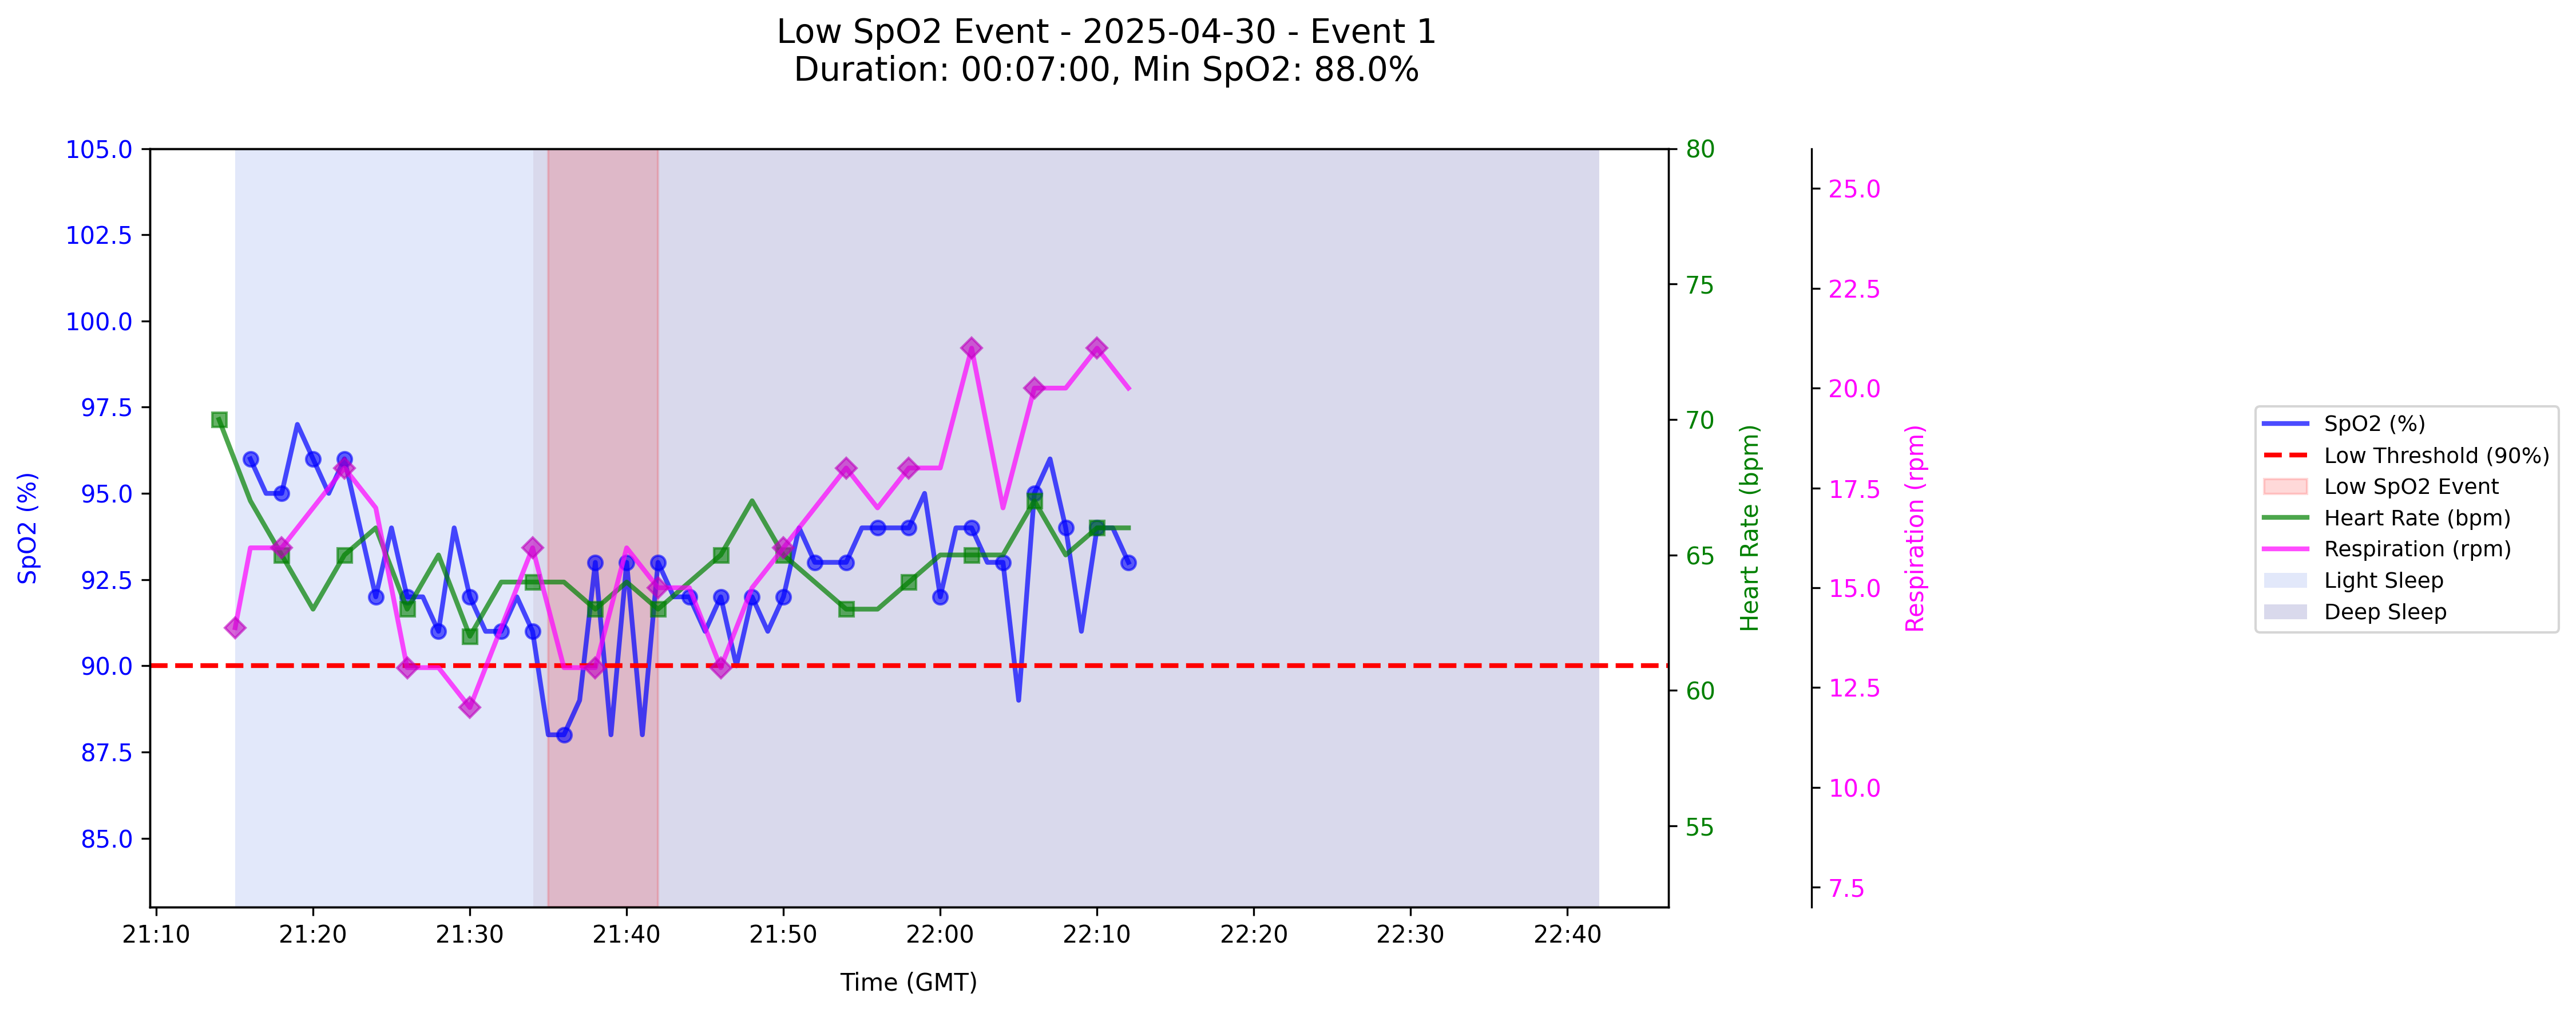 Low SpO2 Event - 2025-04-30 - Event 1
Duration: 00:07:00, Min SpO2: 88.0%
SpO2 (%)
105.0
102.5
100.0
97.5
95.0
92.5
90.0
87.5
85.0
80
75
70
65
60
55
Heart Rate (bpm)
25.0
22.5
20.0
17.5
15.0
12.5
10.0
7.5
Respiration (rpm)
SpO2 (%)
Low Threshold (90%)
Low SpO2 Event
Heart Rate (bpm)
Respiration (rpm)
Light Sleep
Deep Sleep
21:10 21:20 21:30 21:40 21:50 22:00 22:10 22:20 22:30 22:40
Time (GMT)